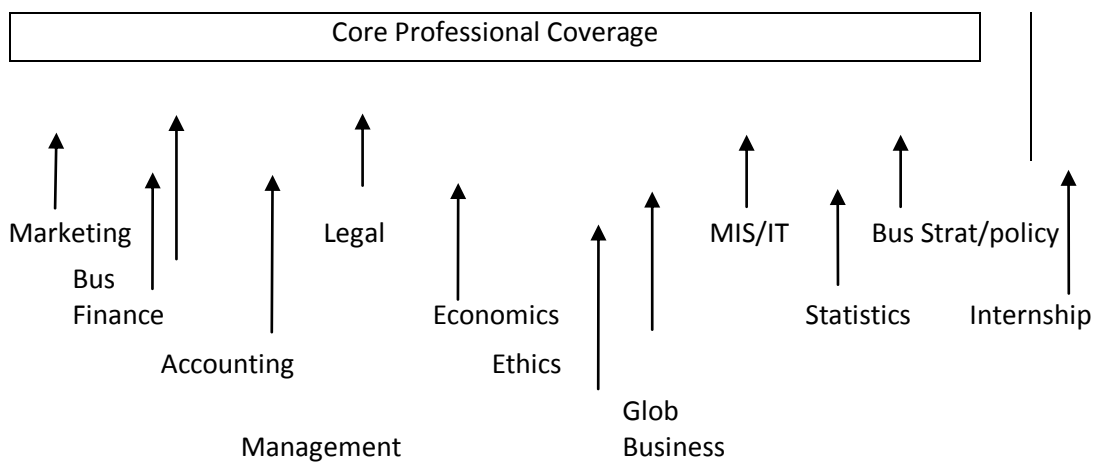 Core Professional Coverage
Marketing
Legal
MIS/IT
Bus Strat/policy
Bus
Finance
Economics
Statistics
Internship
Accounting
Ethics
Glob
Business
Management